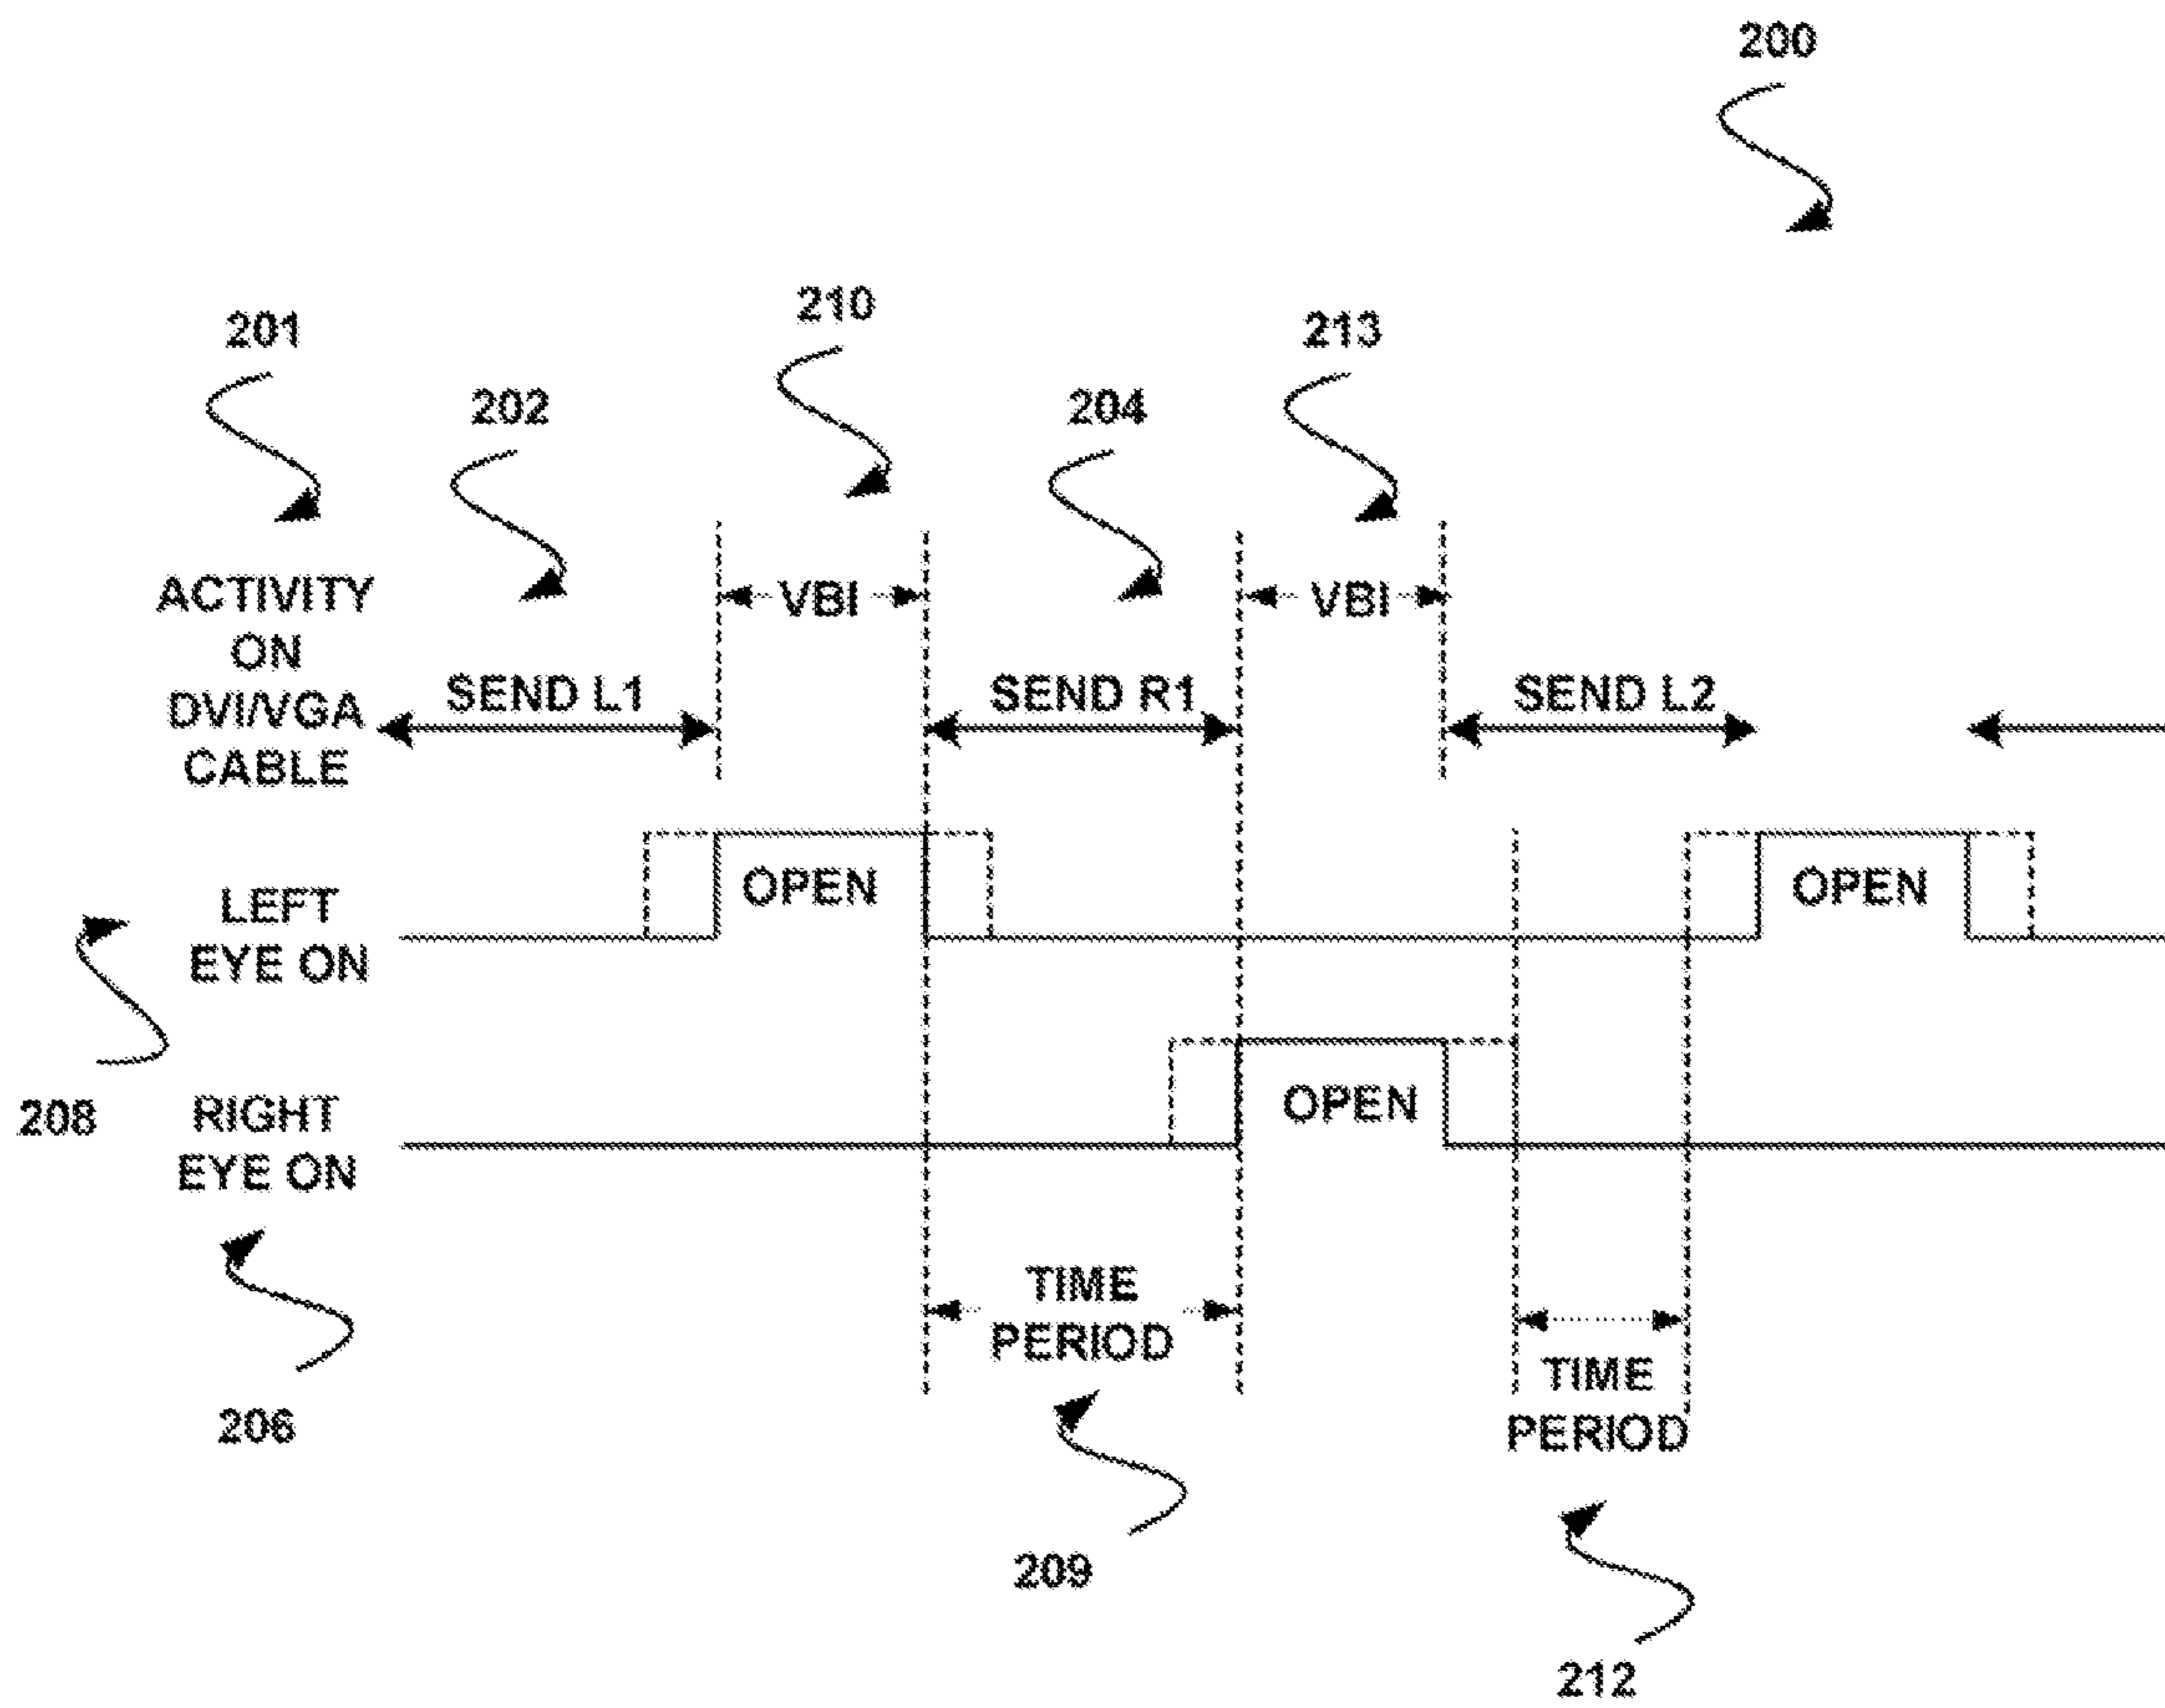 200
201
210
213
202
204
ACTIVITY
ON
DVI/VGA
CABLE
VBI
VBI
SEND L1
SEND R1
SEND L2
LEFT
EYE ON
OPEN
OPEN
208
RIGHT
EYE ON
OPEN
206
TIME
PERIOD
TIME
PERIOD
209
212